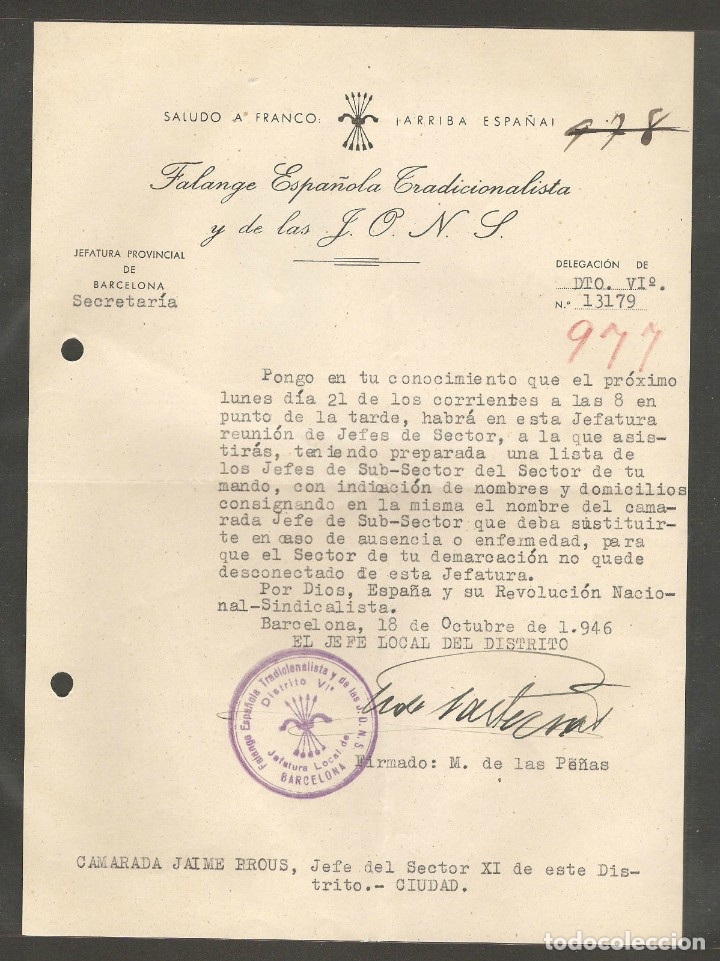 SALUDO A FRANCO: ¡ARRIBA ESPAÑA!
978
Falange Española Tradicionalista
y de las J. O. N. S.
JEFATURA PROVINCIAL
DE
BARCELONA
Secretaría
DELEGACIÓN DE
DTO. VIº.
N.º 13179
977
Pongo en tu conocimiento que el próximo
lunes día 21 de los corrientes a las 8 en
punto de la tarde, habrá en esta Jefatura
reunión de Jefes de Sector, a la que asis-
tirás, teniendo preparada una lista de
los Jefes de Sub-Sector del Sector de tu
mando, con indicación de nombres y domicilios
consignando en la misma el nombre del cama-
rada Jefe de Sub-Sector que deba sustituir-
te en caso de ausencia o enfermedad, para
que el Sector de tu demarcación no quede
desconectado de esta Jefatura.
Por Dios, España y su Revolución Nacio-
nal-Sindicalista.
Barcelona, 18 de Octubre de 1.946
EL JEFE LOCAL DEL DISTRITO
Falange Española Tradicionalista y de las J.O.N.S.
Distrito VIº
Jefatura Local de
BARCELONA
Firmado: M. de las Peñas
CAMARADA JAIME BROUS, Jefe del Sector XI de este Dis-
trito.- CIUDAD.
todocoleccion